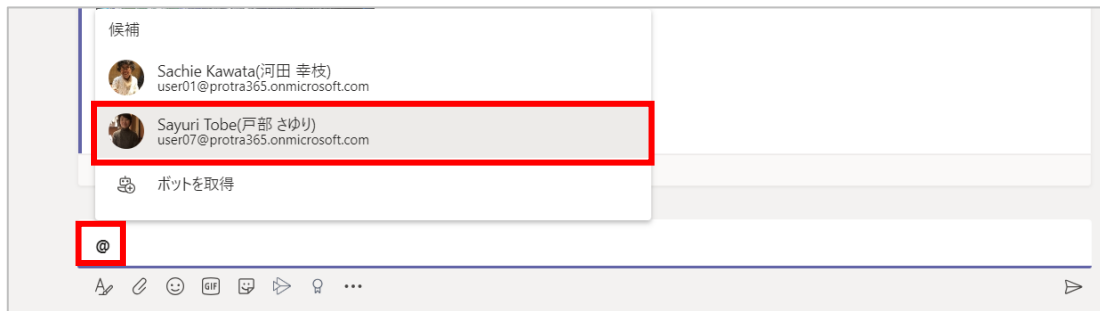 候補
Sachie Kawata(河田 幸枝)
user01@protra365.onmicrosoft.com
Sayuri Tobe(戸部 さゆり)
user07@protra365.onmicrosoft.com
ボットを取得
@
GIF